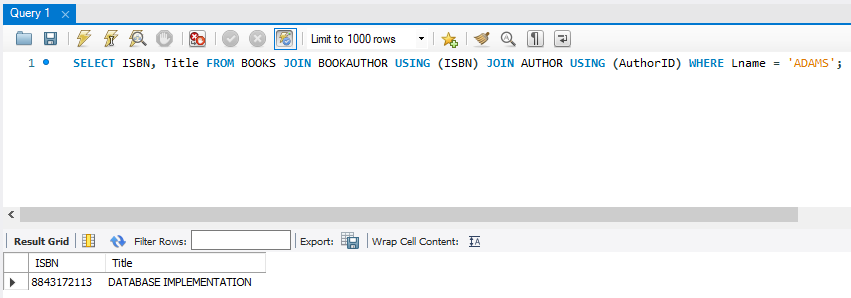 Query 1
Limit to 1000 rows
1 SELECT ISBN, Title FROM BOOKS JOIN BOOKAUTHOR USING (ISBN) JOIN AUTHOR USING (AuthorID) WHERE Lname = 'ADAMS';
Result Grid Filter Rows: Export: Wrap Cell Content: IA
ISBN Title
8843172113 DATABASE IMPLEMENTATION